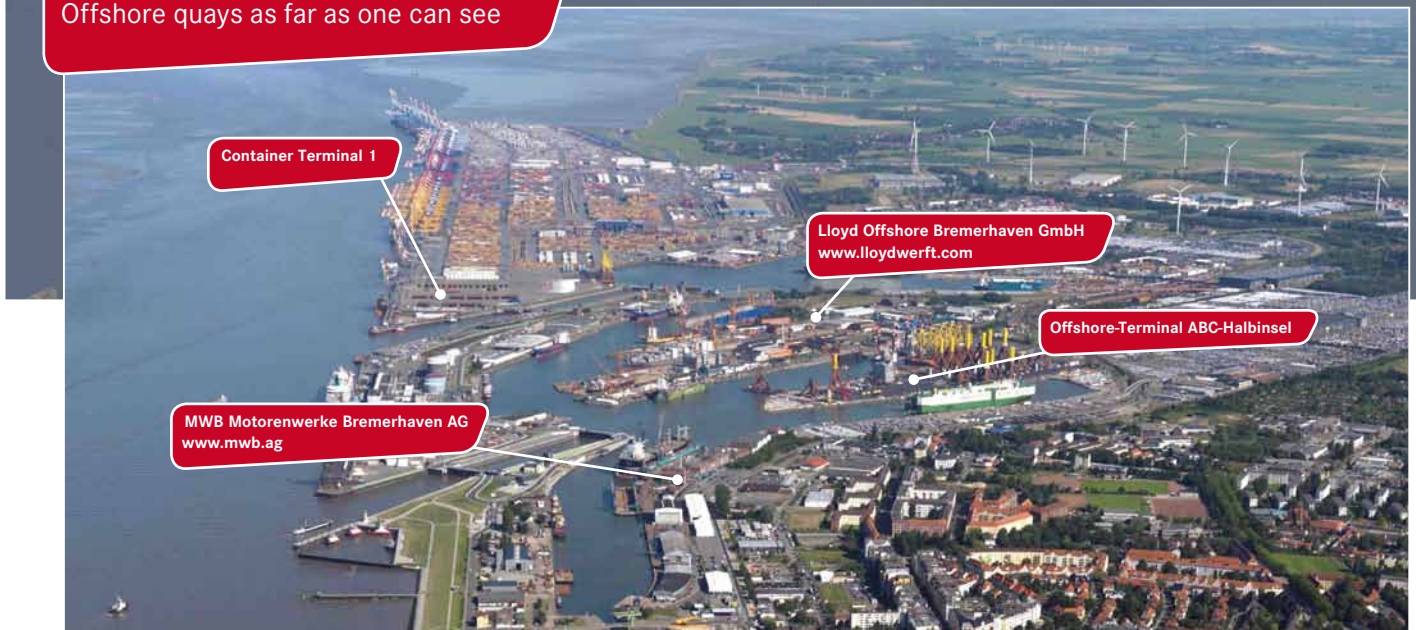 Offshore quays as far as one can see
Container Terminal 1
Lloyd Offshore Bremerhaven GmbH
www.lloydwerft.com
Offshore-Terminal ABC-Halbinsel
MWB Motorenwerke Bremerhaven AG
www.mwb.ag